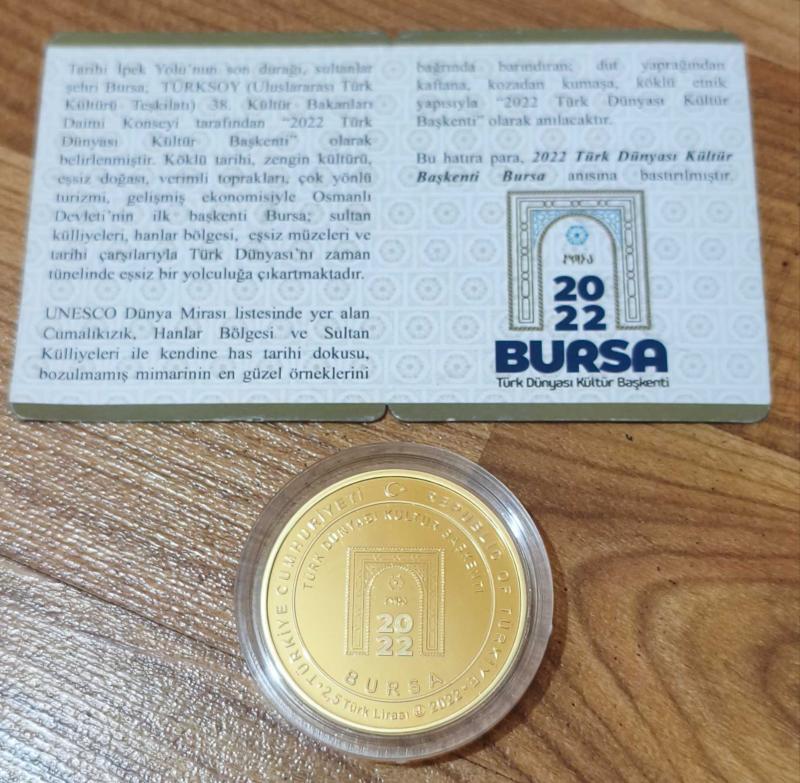 Tarihi İpek Yolu'nun son durağı, sultanlar
şehri Bursa; TÜRKSOY (Uluslararası Türk
Kültürü Teşkilatı) 38. Kültür Bakanları
Daimi Konseyi tarafından “2022 Türk
Dünyası Kültür Başkenti” olarak
belirlenmiştir. Köklü tarihi, zengin kültürü,
eşsiz doğası, verimli toprakları, çok yönlü
turizmi, gelişmiş ekonomisiyle Osmanlı
Devleti'nin ilk başkenti Bursa; sultan
külliyeleri, hanlar bölgesi, eşsiz müzeleri ve
tarihi çarşılarıyla Türk Dünyası'nı zaman
tünelinde eşsiz bir yolculuğa çıkartmaktadır.
UNESCO Dünya Mirası listesinde yer alan
Cumalıkızık, Hanlar Bölgesi ve Sultan
Külliyeleri ile kendine has tarihi dokusu,
bozulmamış mimarinin en güzel örneklerini
bağrında barındıran; dut yaprağından
kaftana, kozadan kumaşa, köklü etnik
yapısıyla “2022 Türk Dünyası Kültür
Başkenti” olarak anılacaktır.
Bu hatıra para, 2022 Türk Dünyası Kültür
Başkenti Bursa anısına bastırılmıştır.
20
22
BURSA
Türk Dünyası Kültür Başkenti
TÜRKİYE CUMHURİYETİ REPUBLIC OF TÜRKİYE
TÜRK DÜNYASI KÜLTÜR BAŞKENTİ
20
22
BURSA
2,5 Türk Lirası 2022